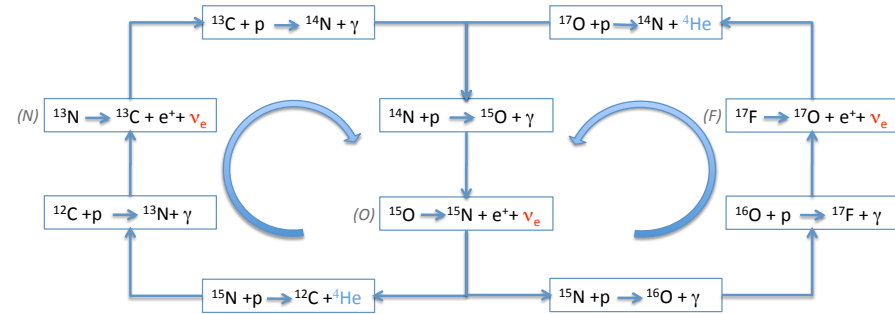 ¹³C + p → ¹⁴N + γ
¹⁷O +p → ¹⁴N + ⁴He
(N)
¹³N → ¹³C + e⁺+ νₑ
¹⁴N +p → ¹⁵O + γ
(F)
¹⁷F → ¹⁷O + e⁺+ νₑ
¹²C +p → ¹³N+ γ
(O)
¹⁵O → ¹⁵N + e⁺+ νₑ
¹⁶O + p → ¹⁷F + γ
¹⁵N +p → ¹²C +⁴He
¹⁵N +p → ¹⁶O + γ